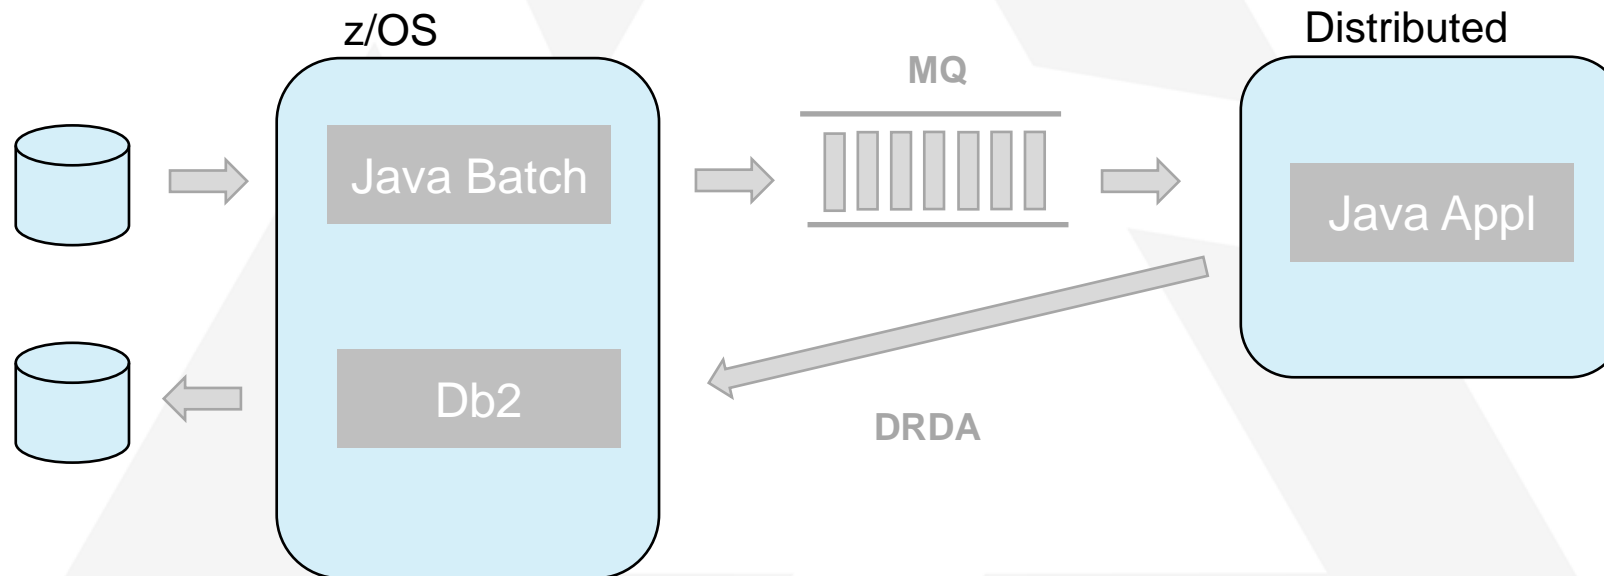 z/OS
Distributed
MQ
Java Batch
Java Appl
Db2
DRDA